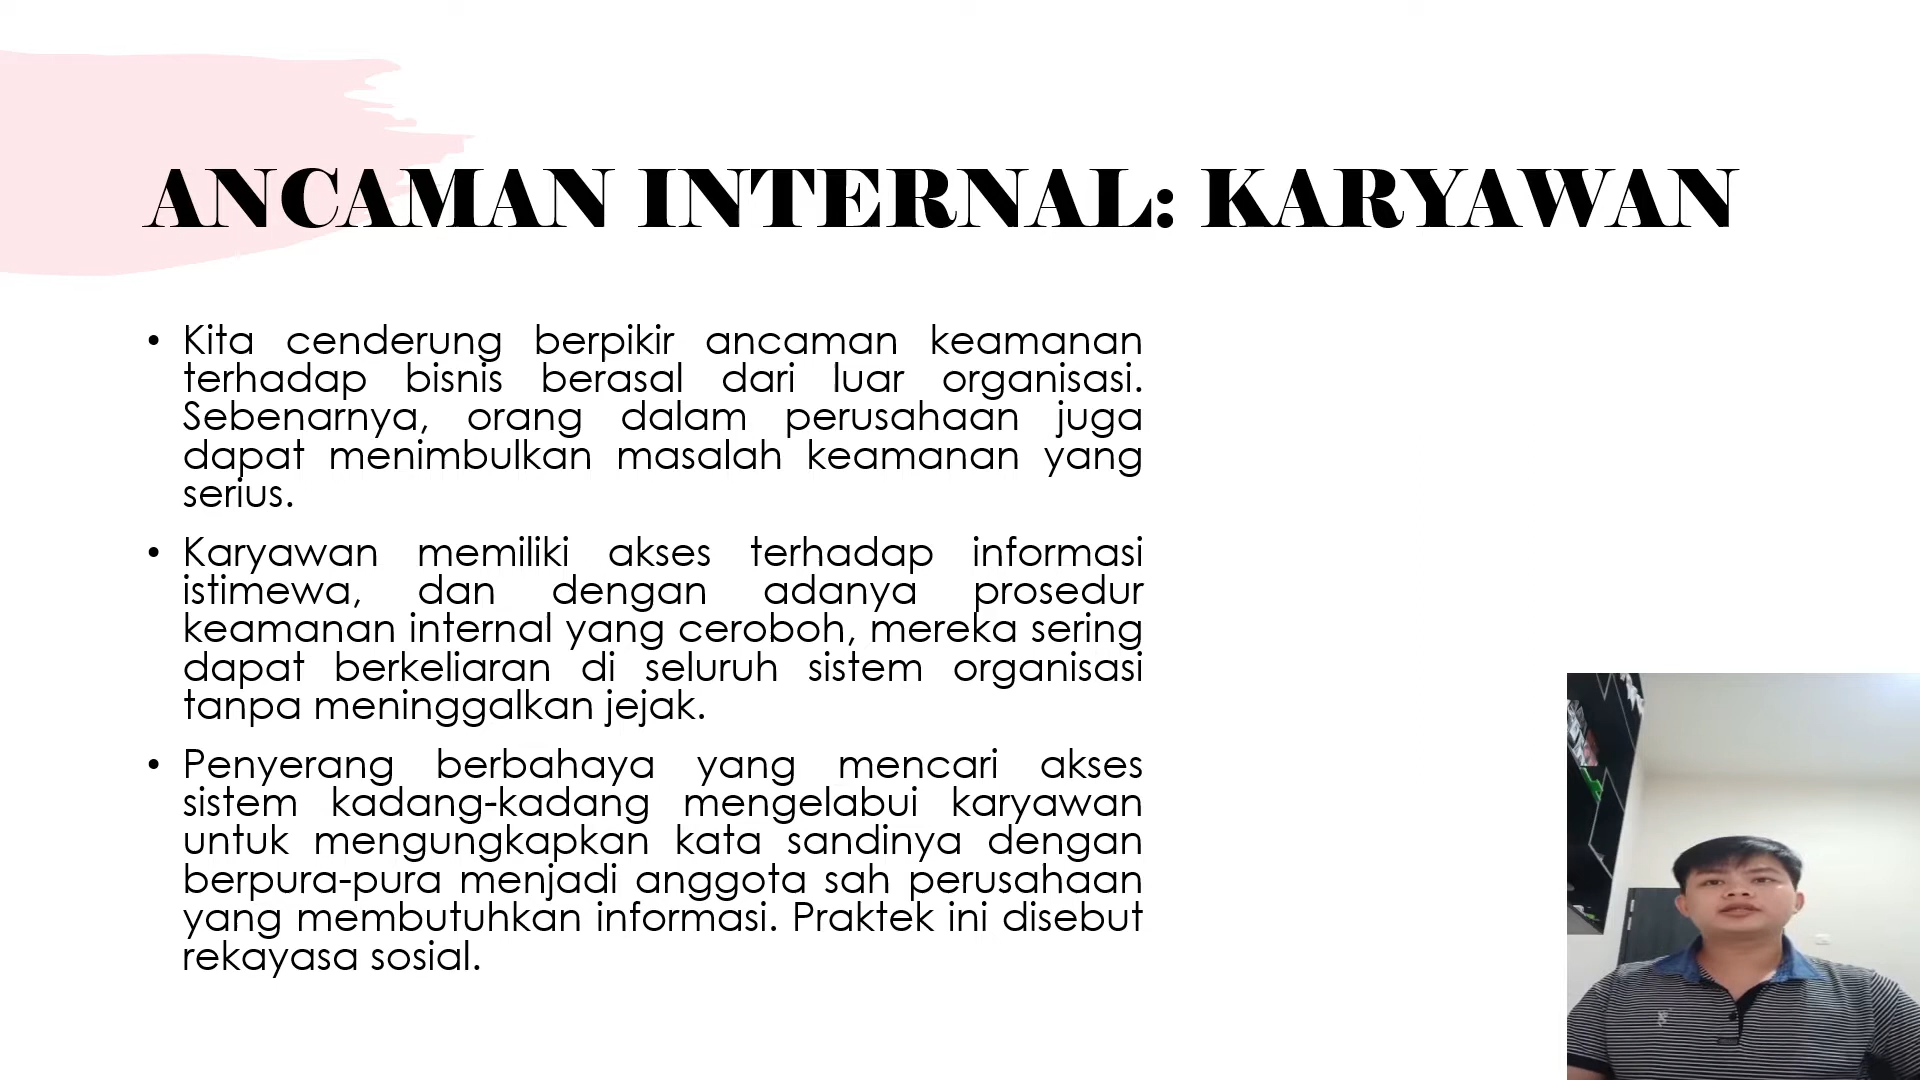 ANCAMAN INTERNAL: KARYAWAN
• Kita cenderung berpikir ancaman keamanan
terhadap bisnis berasal dari luar organisasi.
Sebenarnya, orang dalam perusahaan juga
dapat menimbulkan masalah keamanan yang
serius.
• Karyawan memiliki akses terhadap informasi
istimewa, dan dengan adanya prosedur
keamanan internal yang ceroboh, mereka sering
dapat berkeliaran di seluruh sistem organisasi
tanpa meninggalkan jejak.
• Penyerang berbahaya yang mencari akses
sistem kadang-kadang mengelabui karyawan
untuk mengungkapkan kata sandinya dengan
berpura-pura menjadi anggota sah perusahaan
yang membutuhkan informasi. Praktek ini disebut
rekayasa sosial.